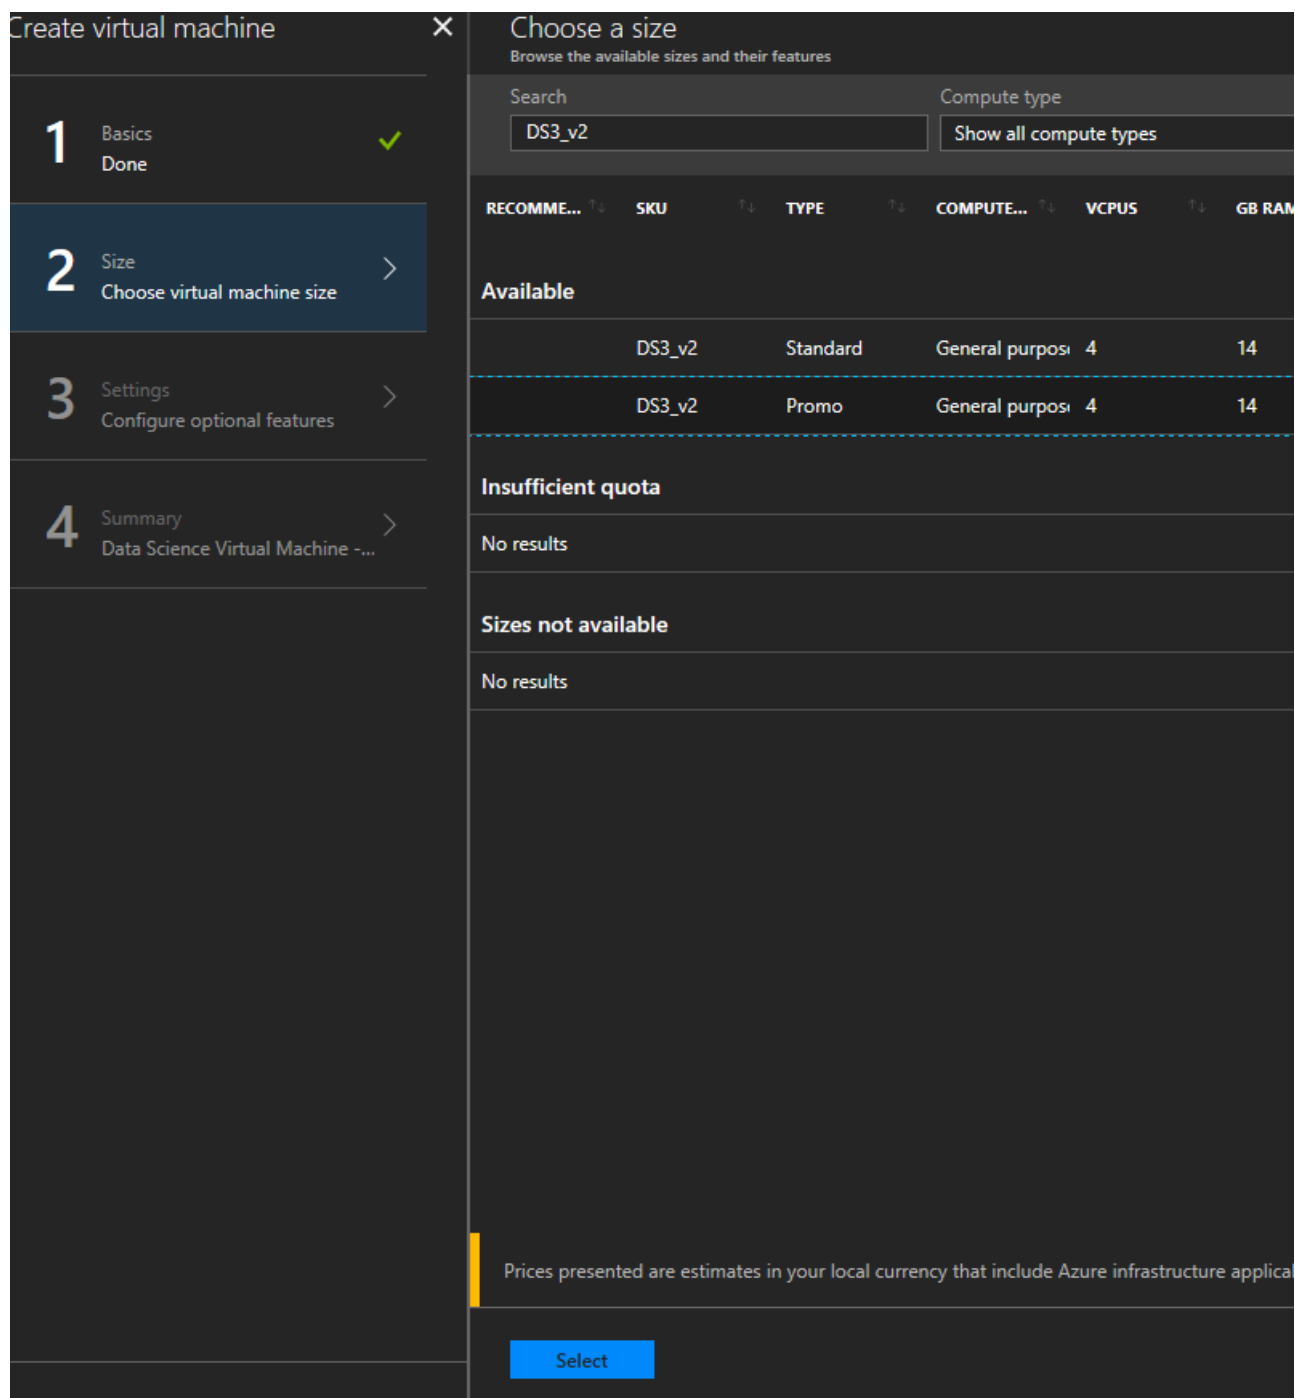 Create virtual machine
1
Basics
Done
2
Size
Choose virtual machine size
3
Settings
Configure optional features
4
Summary
Data Science Virtual Machine -...
Choose a size
Browse the available sizes and their features
Search
Compute type
DS3_v2
Show all compute types
RECOMME... SKU TYPE COMPUTE... VCPUS GB RAM
Available
DS3_v2 Standard General purpose 4 14
DS3_v2 Promo General purpose 4 14
Insufficient quota
No results
Sizes not available
No results
Prices presented are estimates in your local currency that include Azure infrastructure applical
Select